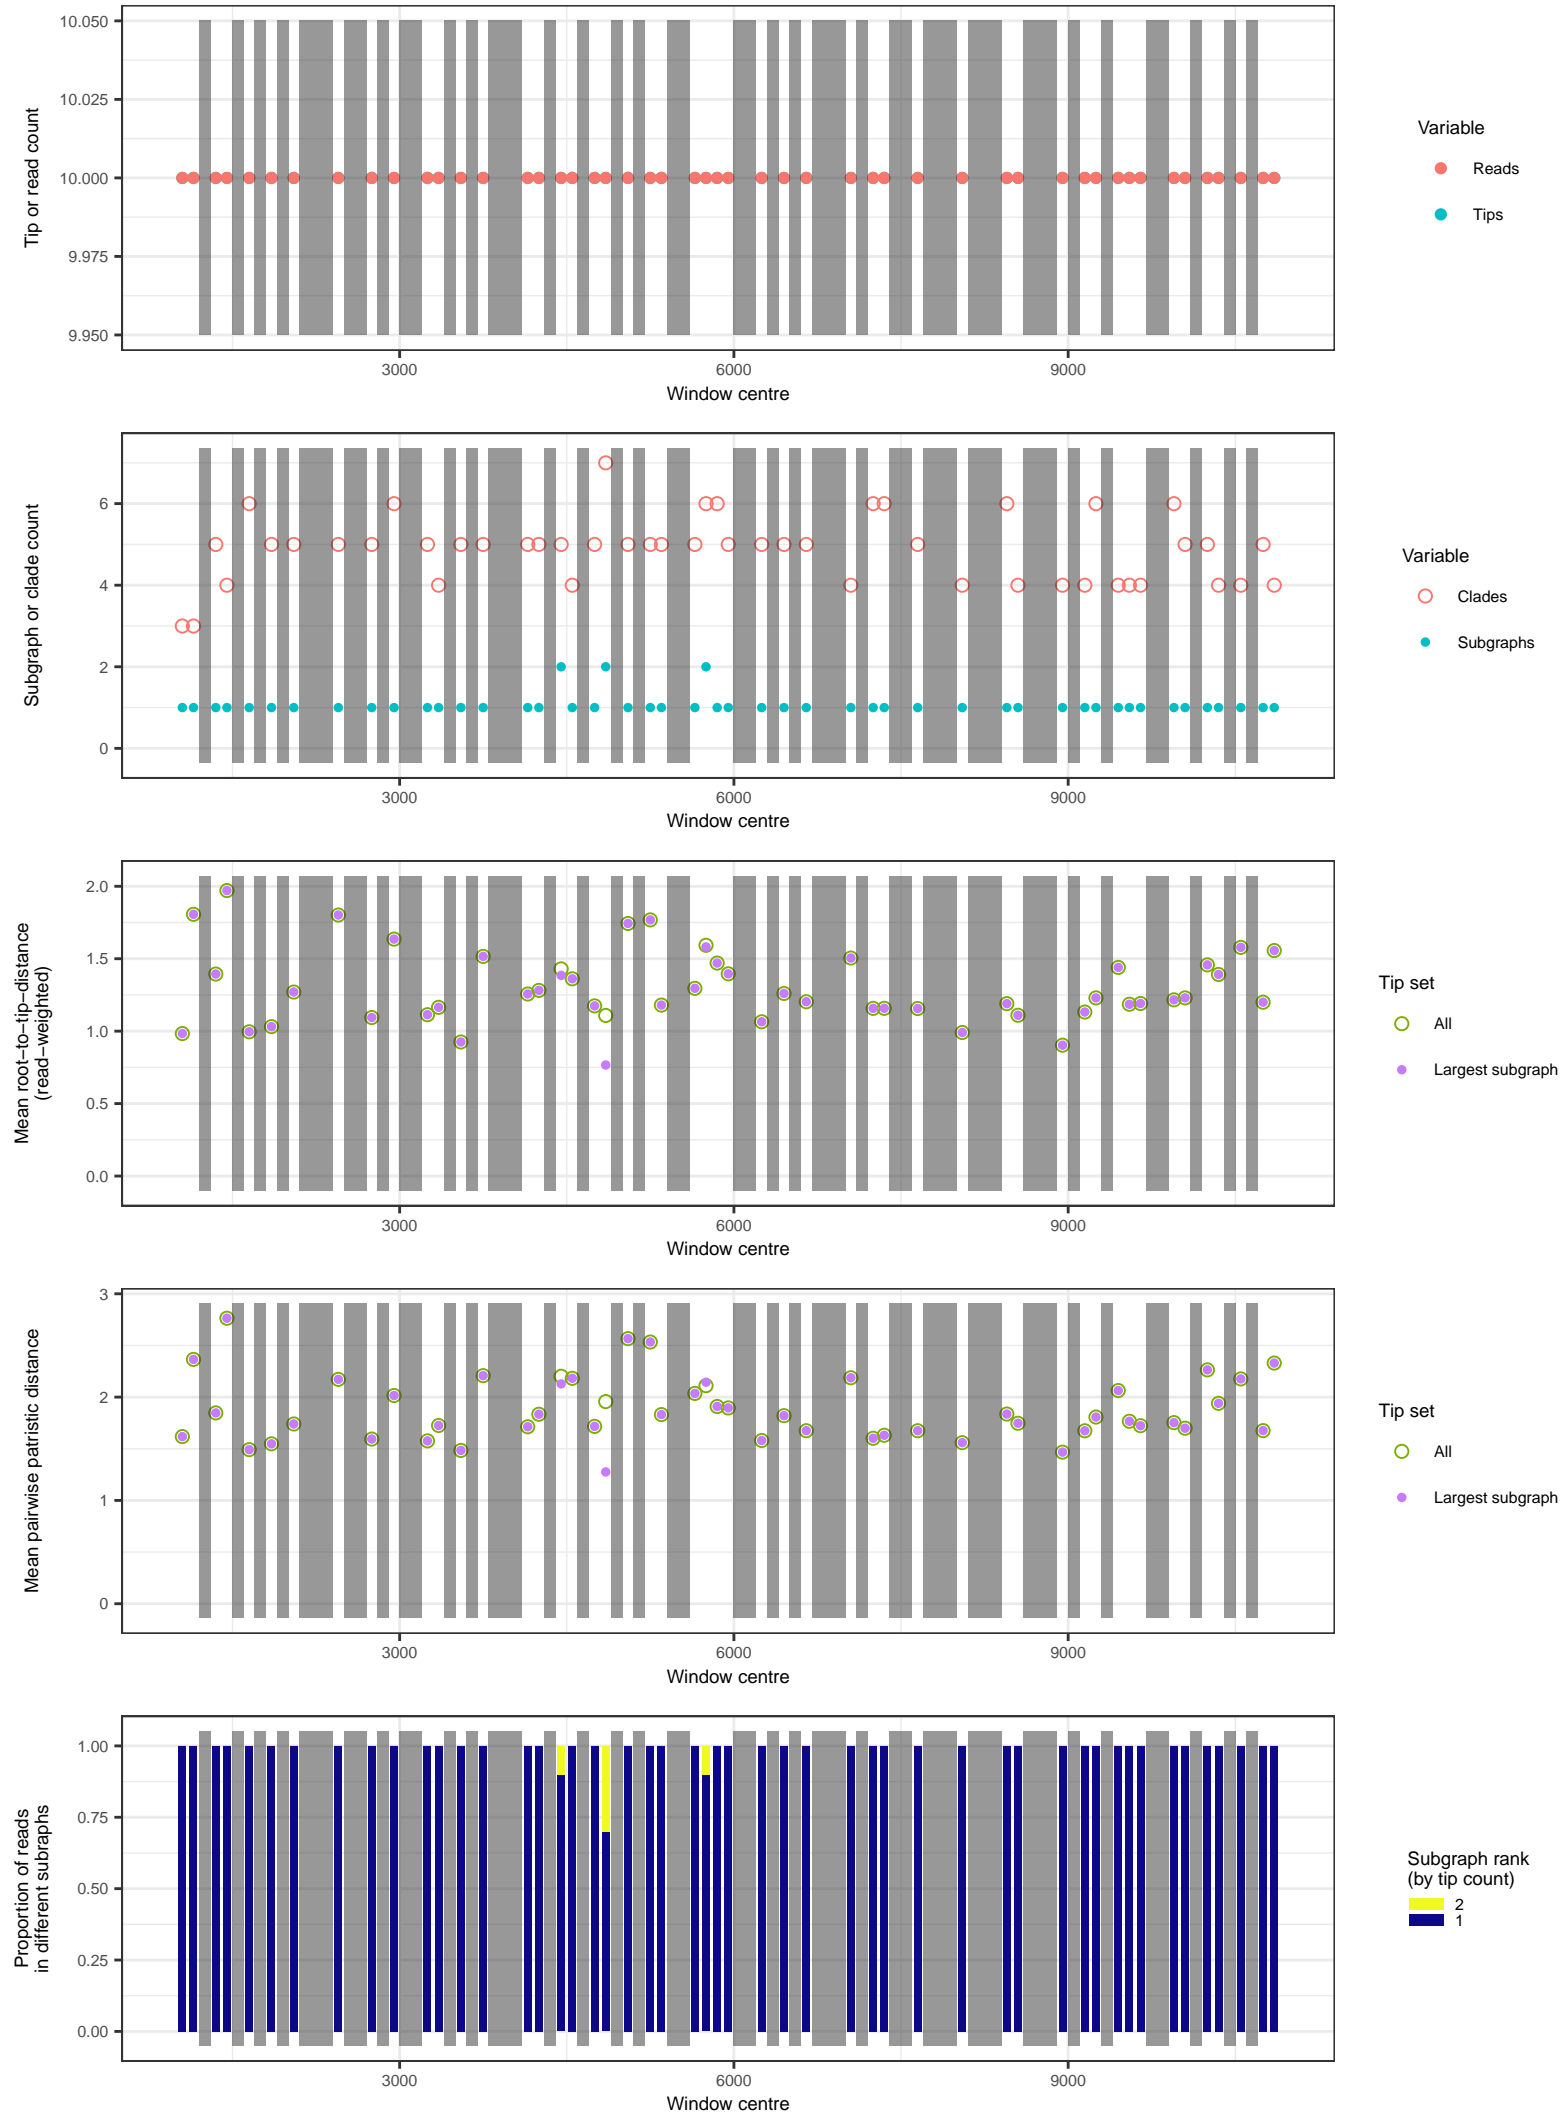 10.050
10.025
10.000
9.975
9.950
Tip or read count
3000 6000 9000
Window centre
Variable
Reads
Tips
6
4
2
0
Subgraph or clade count
3000 6000 9000
Window centre
Variable
Clades
Subgraphs
2.0
1.5
1.0
0.5
0.0
Mean root−to−tip−distance
(read−weighted)
3000 6000 9000
Window centre
Tip set
All
Largest subgraph
3
2
1
0
Mean pairwise patristic distance
3000 6000 9000
Window centre
Tip set
All
Largest subgraph
1.00
0.75
0.50
0.25
0.00
Proportion of reads
in different subraphs
3000 6000 9000
Window centre
Subgraph rank
(by tip count)
2
1